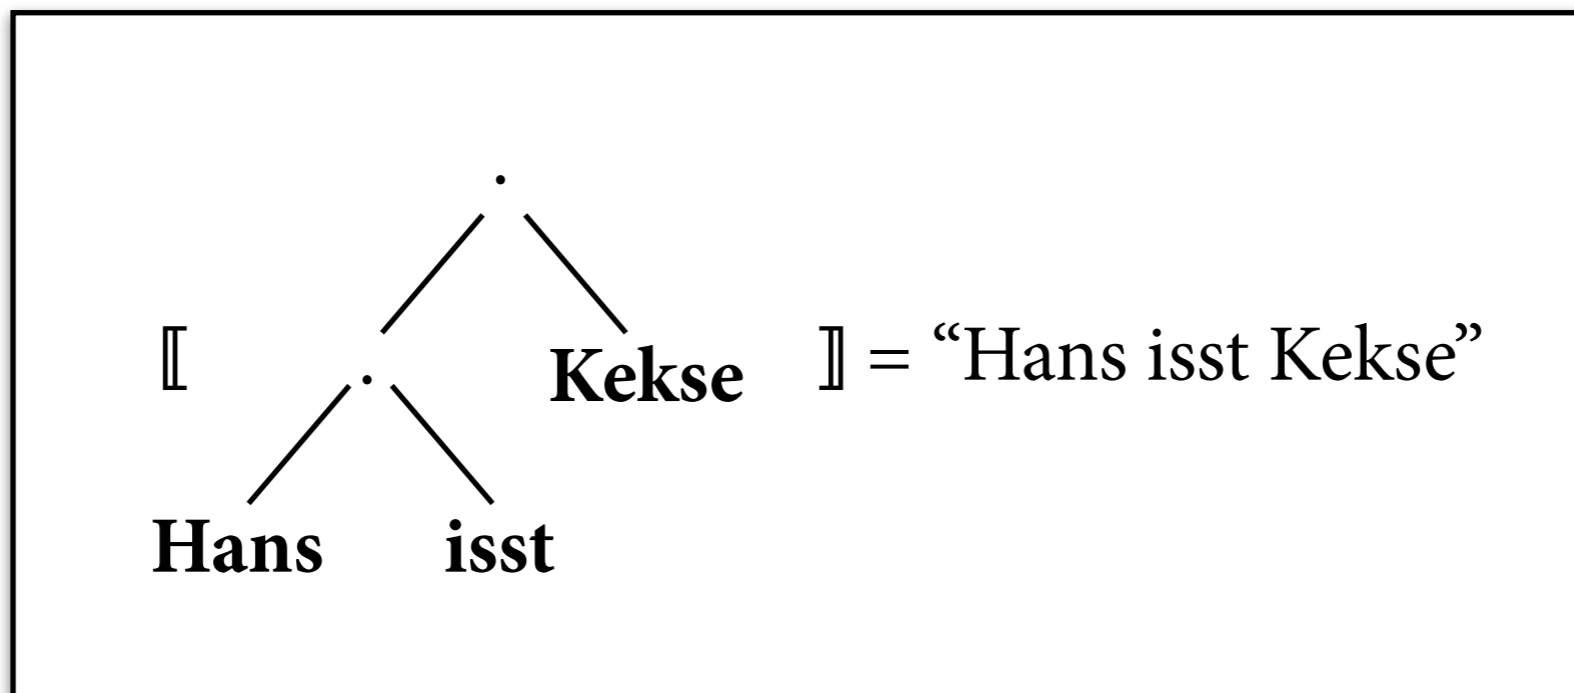 ·
⟦ · Kekse ⟧ = “Hans isst Kekse”
Hans isst